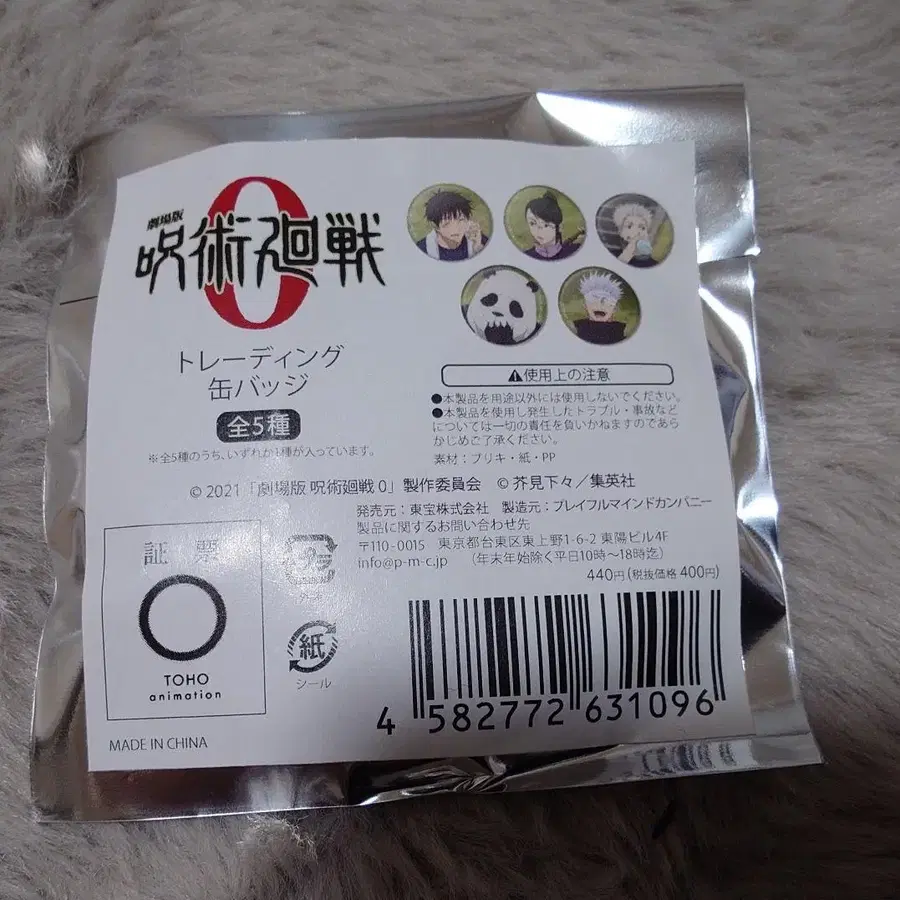 劇場版
呪術廻戦
0
トレーディング
缶バッジ
全5種
※全5種のうち、いずれか1種が入っています。
⚠使用上の注意
●本製品を用途以外には使用しないでください。
●本製品を使用し発生したトラブル・事故など
については一切の責任を負いかねますのであら
かじめご了承ください。
素材：ブリキ・紙・PP
© 2021「劇場版 呪術廻戦 0」製作委員会 © 芥見下々／集英社
発売元：東宝株式会社 製造元：プレイフルマインドカンパニー
製品に関するお問い合わせ先
〒110-0015 東京都台東区東上野1-6-2 東陽ビル4F
info@p-m-c.jp （年末年始除く平日10時〜18時迄）
440円（税抜価格 400円）
証 票
TOHO
animation
紙
シール
4 582772 631096
MADE IN CHINA